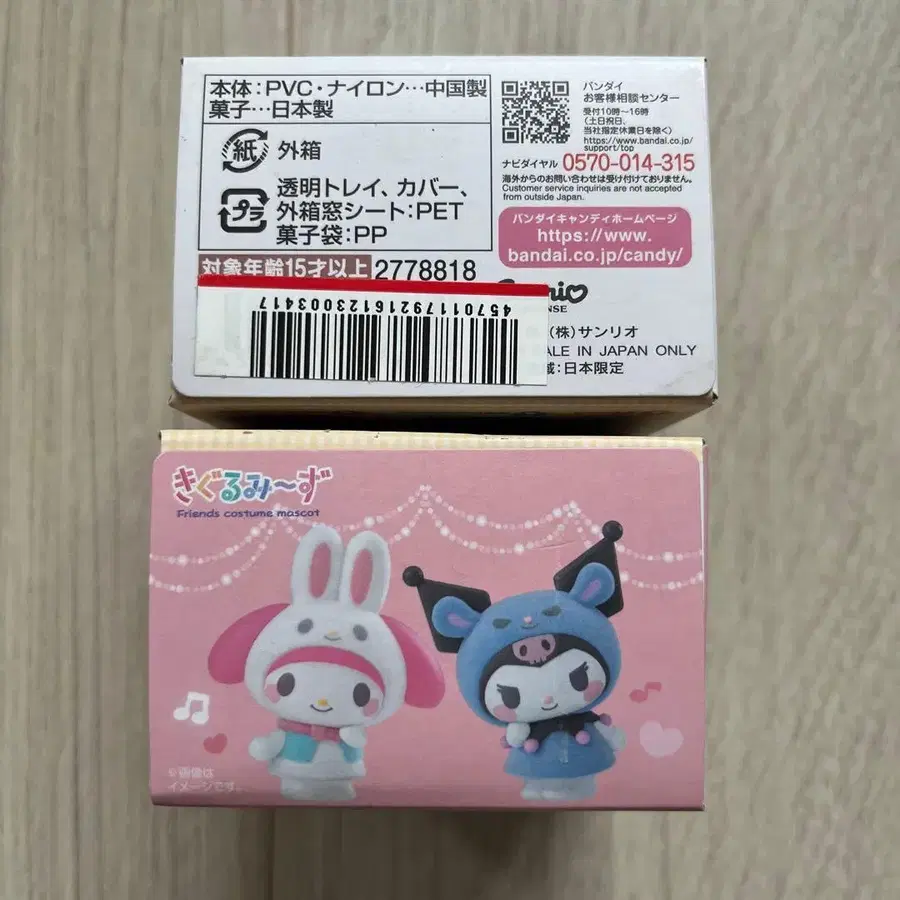 本体：PVC・ナイロン…中国製
菓子…日本製
紙 外箱
プラ 透明トレイ、カバー、
外箱窓シート：PET
菓子袋：PP
対象年齢15才以上 2778818
4570117921612300 3417
バンダイ
お客様相談センター
受付10時〜16時
(土日祝日、
当社指定休業日を除く)
https://www.bandai.co.jp/
support/top
ナビダイヤル 0570-014-315
海外からのお問い合わせは受け付けておりません。
Customer service inquiries are not accepted
from outside Japan.
バンダイキャンディホームページ
https://www.
bandai.co.jp/candy/
(株)サンリオ
ALE IN JAPAN ONLY
日本限定
きぐるみ〜ず
Friends costume mascot
※画像は
イメージです。